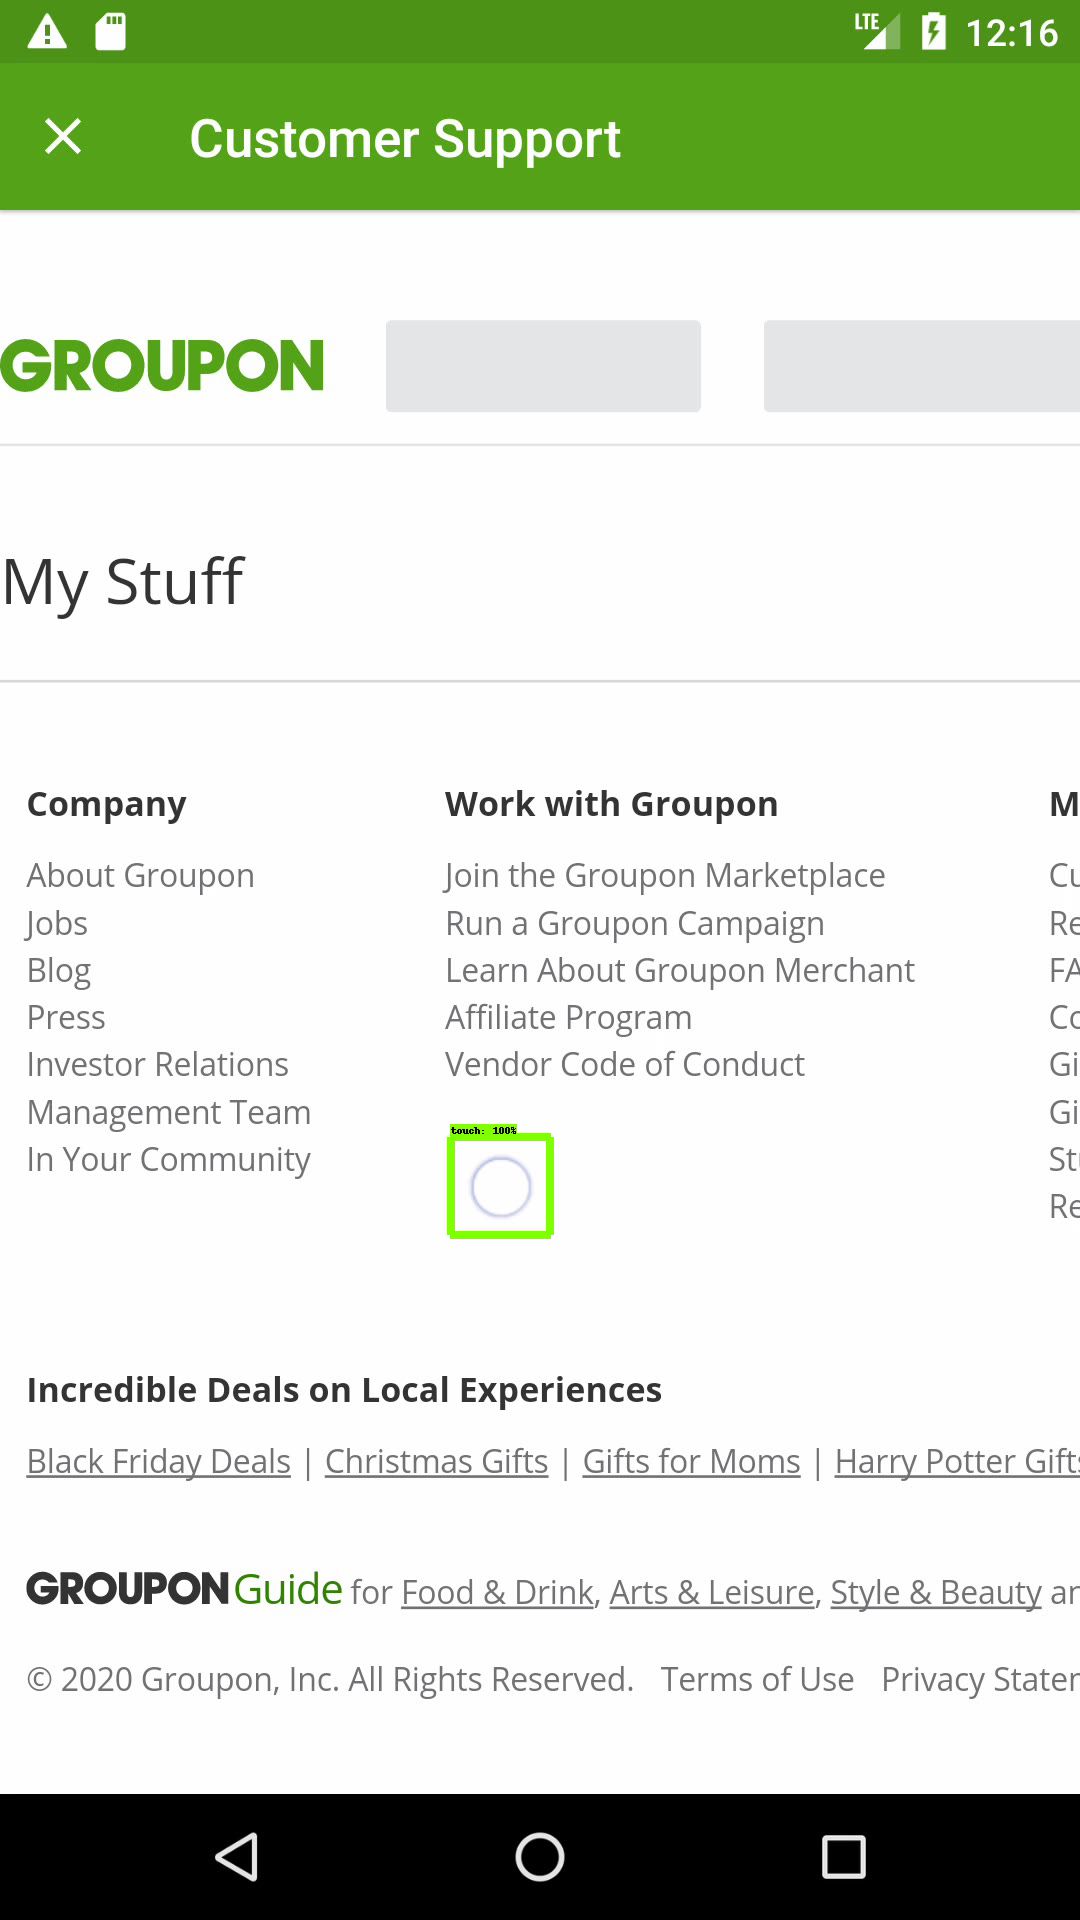 LTE 12:16
Customer Support
GROUPON
My Stuff
Company
About Groupon
Jobs
Blog
Press
Investor Relations
Management Team
In Your Community
Work with Groupon
Join the Groupon Marketplace
Run a Groupon Campaign
Learn About Groupon Merchant
Affiliate Program
Vendor Code of Conduct
touch: 100%
M
Cu
Re
FA
Co
Gi
Gi
Stu
Re
Incredible Deals on Local Experiences
Black Friday Deals | Christmas Gifts | Gifts for Moms | Harry Potter Gifts
GROUPON Guide for Food & Drink, Arts & Leisure, Style & Beauty an
© 2020 Groupon, Inc. All Rights Reserved. Terms of Use Privacy Stater